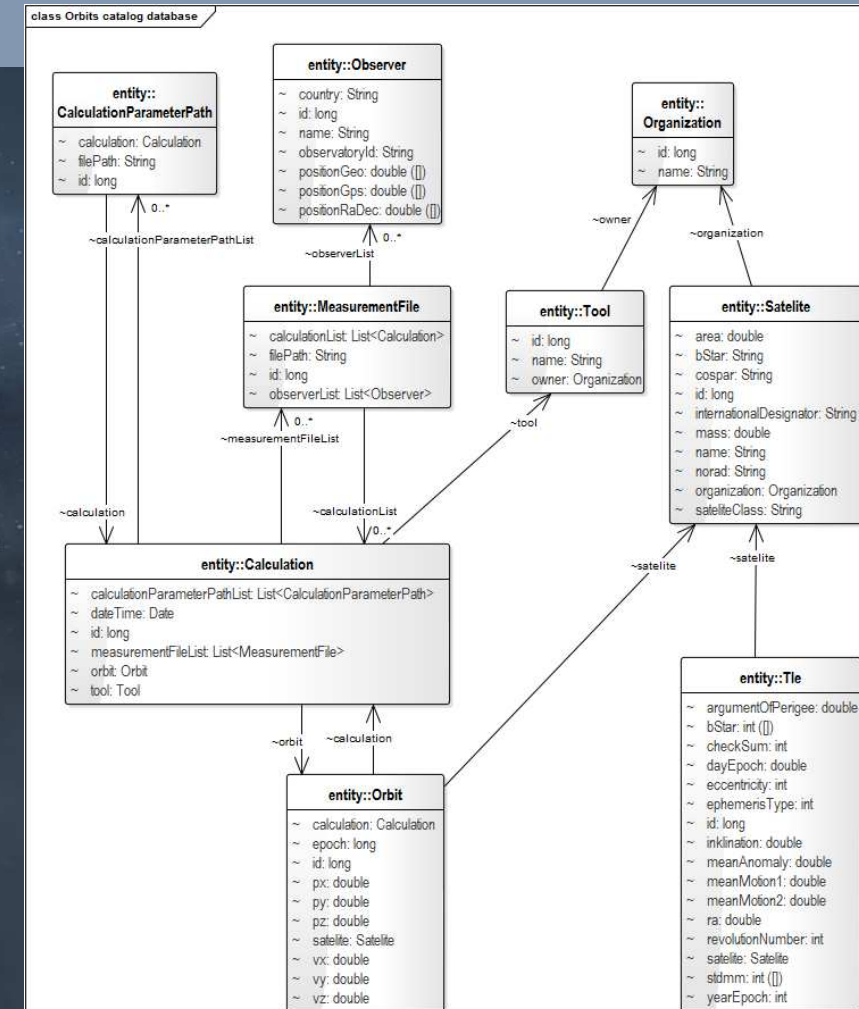 class Orbits catalog database
entity::
CalculationParameterPath
~ calculation: Calculation
~ filePath: String
~ id: long
entity::Observer
~ country: String
~ id: long
~ name: String
~ observatoryId: String
~ positionGeo: double ([])
~ positionGps: double ([])
~ positionRaDec: double ([])
entity::
Organization
~ id: long
~ name: String
0..*
~calculationParameterPathList
0..*
~observerList
~owner
~organization
entity::MeasurementFile
~ calculationList: List<Calculation>
~ filePath: String
~ id: long
~ observerList: List<Observer>
entity::Tool
~ id: long
~ name: String
~ owner: Organization
entity::Satelite
~ area: double
~ bStar: String
~ cospar: String
~ id: long
~ internationalDesignator: String
~ mass: double
~ name: String
~ norad: String
~ organization: Organization
~ sateliteClass: String
0..*
~measurementFileList
~tool
~calculation
~calculationList
0..*
entity::Calculation
~ calculationParameterPathList: List<CalculationParameterPath>
~ dateTime: Date
~ id: long
~ measurementFileList: List<MeasurementFile>
~ orbit: Orbit
~ tool: Tool
~satelite
~satelite
~orbit
~calculation
entity::Orbit
~ calculation: Calculation
~ epoch: long
~ id: long
~ px: double
~ py: double
~ pz: double
~ satelite: Satelite
~ vx: double
~ vy: double
~ vz: double
entity::Tle
~ argumentOfPerigee: double
~ bStar: int ([])
~ checkSum: int
~ dayEpoch: double
~ eccentricity: int
~ ephemerisType: int
~ id: long
~ inklination: double
~ meanAnomaly: double
~ meanMotion1: double
~ meanMotion2: double
~ ra: double
~ revolutionNumber: int
~ satelite: Satelite
~ stdmm: int ([])
~ yearEpoch: int